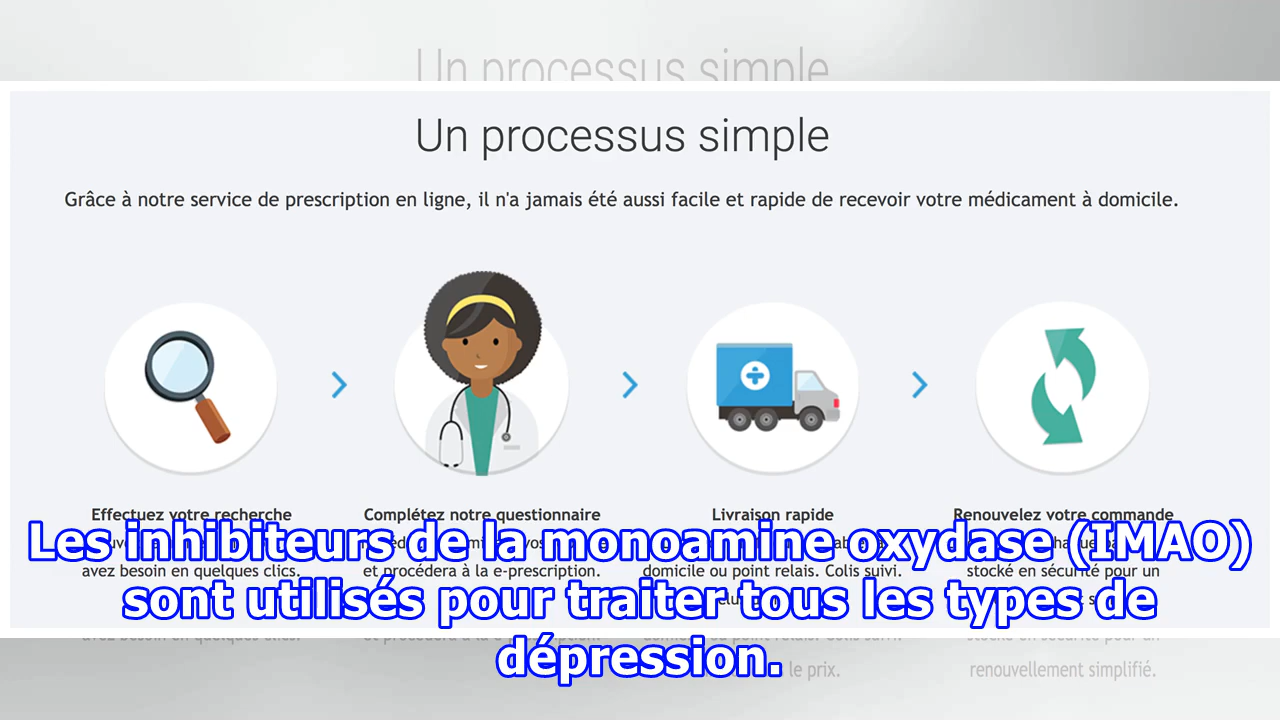 Un processus simple
Un processus simple
Grâce à notre service de prescription en ligne, il n'a jamais été aussi facile et rapide de recevoir votre médicament à domicile.
Effectuez votre recherche
Complétez notre questionnaire
Livraison rapide
Renouvelez votre commande
Les inhibiteurs de la monoamine oxydase (IMAO)
avez besoin en quelques clics.
et procédera à la e-prescription.
domicile ou point relais. Colis suivi.
stocké en sécurité pour un
sont utilisés pour traiter tous les types de
dépression.
le prix.
renouvellement simplifié.